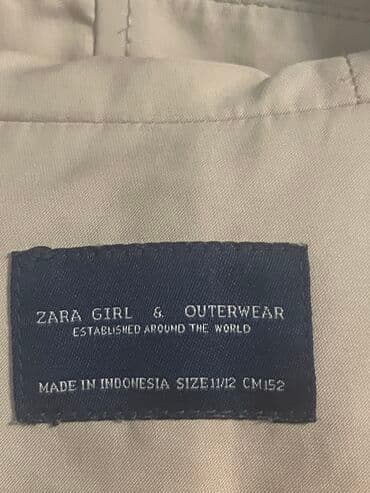 ZARA GIRL & OUTERWEAR
ESTABLISHED AROUND THE WORLD
MADE IN INDONESIA SIZE 11/12 CM152